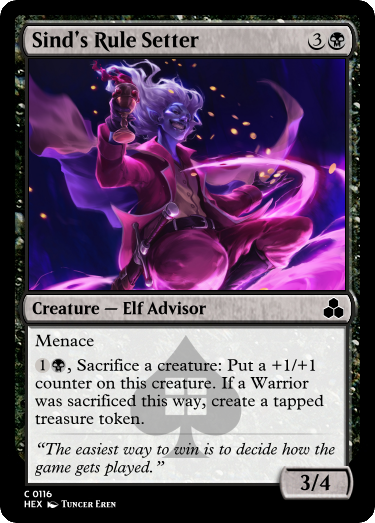 Sind's Rule Setter 3
Creature — Elf Advisor
Menace
1 , Sacrifice a creature: Put a +1/+1
counter on this creature. If a Warrior
was sacrificed this way, create a tapped
treasure token.
“The easiest way to win is to decide how the
game gets played.”
3/4
C 0116
HEX Tuncer Eren